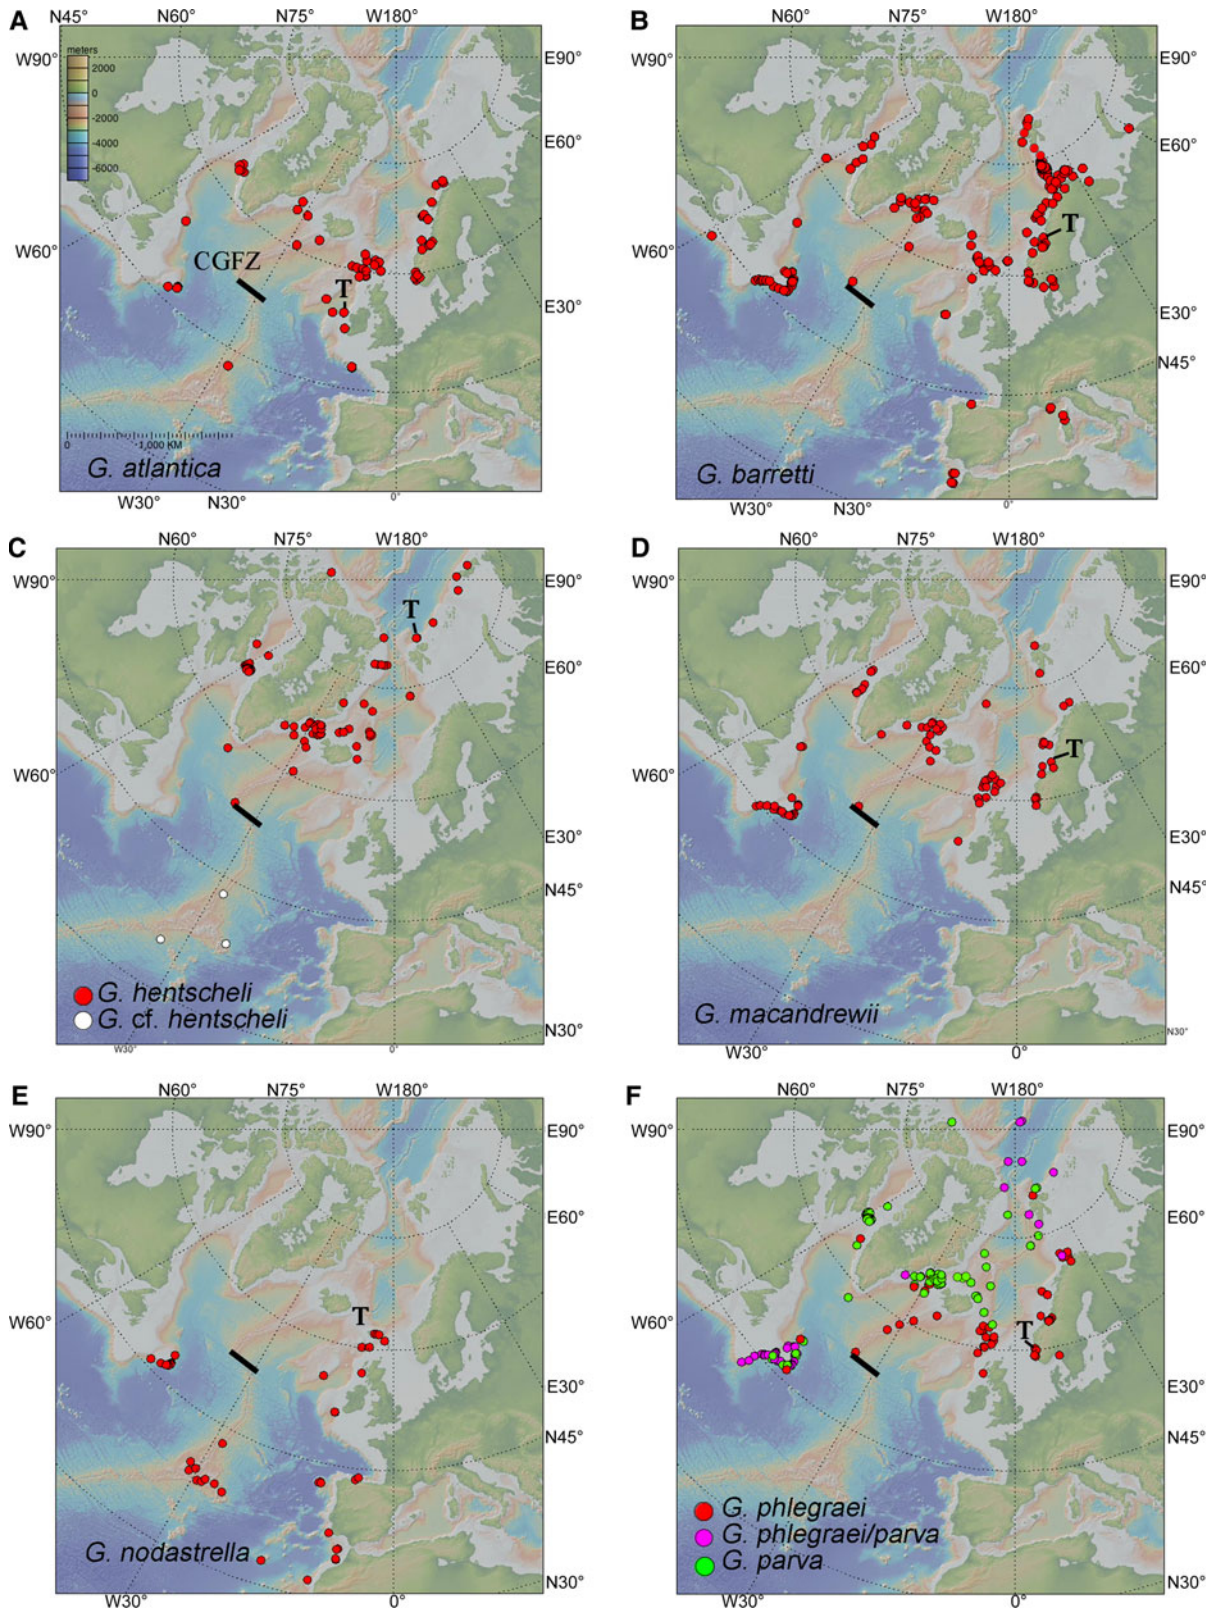 A
N45°
N60°
N75°
W180°
W90°
meters
2000
0
-2000
-4000
-6000
E90°
E60°
W60°
CGFZ
T
E30°
0
1,000 KM
G. atlantica
W30°
N30°
0°
B
N60°
N75°
W180°
W90°
E90°
E60°
T
W60°
E30°
N45°
G. barretti
W30°
N30°
0°
C
N60°
N75°
W180°
W90°
E90°
T
E60°
W60°
E30°
N45°
G. hentscheli
G. cf. hentscheli
N30°
W30°
0°
D
N60°
N75°
W180°
W90°
E90°
E60°
T
W60°
E30°
N45°
G. macandrewii
N30°
W30°
0°
E
N60°
N75°
W180°
W90°
E90°
E60°
T
W60°
E30°
N45°
G. nodastrella
N30°
W30°
0°
F
N60°
N75°
W180°
W90°
E90°
E60°
T
W60°
E30°
N45°
G. phlegraei
G. phlegraei/parva
G. parva
N30°
W30°
0°